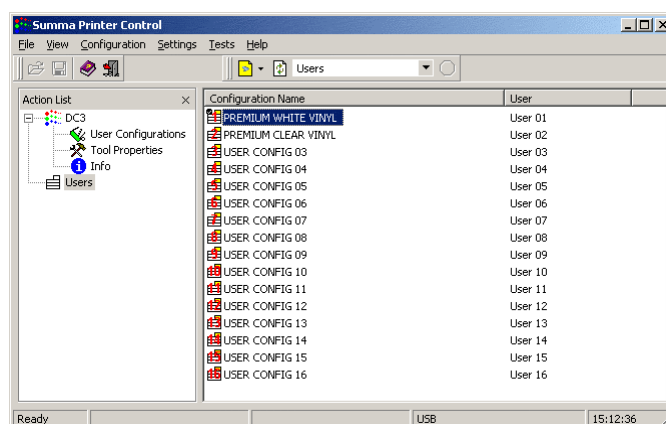 Summa Printer Control
File View Configuration Settings Tests Help
Users
Action List
DC3
User Configurations
Tool Properties
Info
Users
Configuration Name User
PREMIUM WHITE VINYL User 01
PREMIUM CLEAR VINYL User 02
USER CONFIG 03 User 03
USER CONFIG 04 User 04
USER CONFIG 05 User 05
USER CONFIG 06 User 06
USER CONFIG 07 User 07
USER CONFIG 08 User 08
USER CONFIG 09 User 09
USER CONFIG 10 User 10
USER CONFIG 11 User 11
USER CONFIG 12 User 12
USER CONFIG 13 User 13
USER CONFIG 14 User 14
USER CONFIG 15 User 15
USER CONFIG 16 User 16
Ready USB 15:12:36